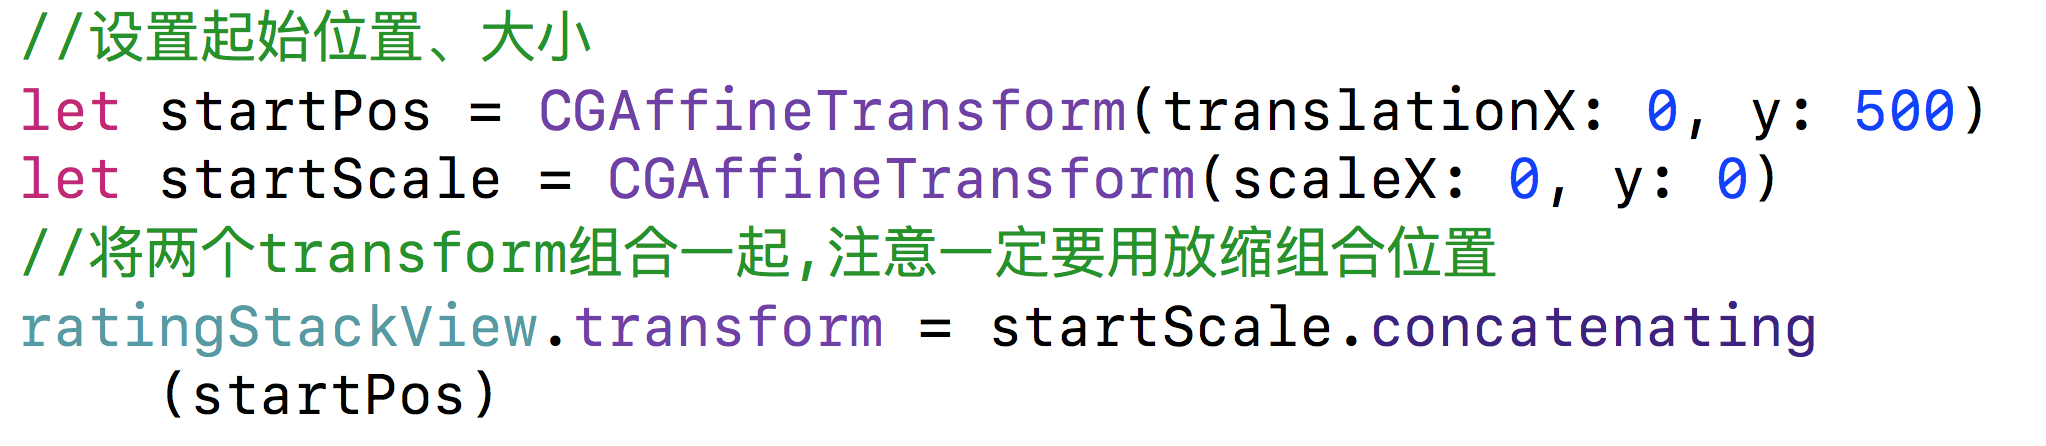 //设置起始位置、大小
let startPos = CGAffineTransform(translationX: 0, y: 500)
let startScale = CGAffineTransform(scaleX: 0, y: 0)
//将两个transform组合一起,注意一定要用放缩组合位置
ratingStackView.transform = startScale.concatenating
(startPos)